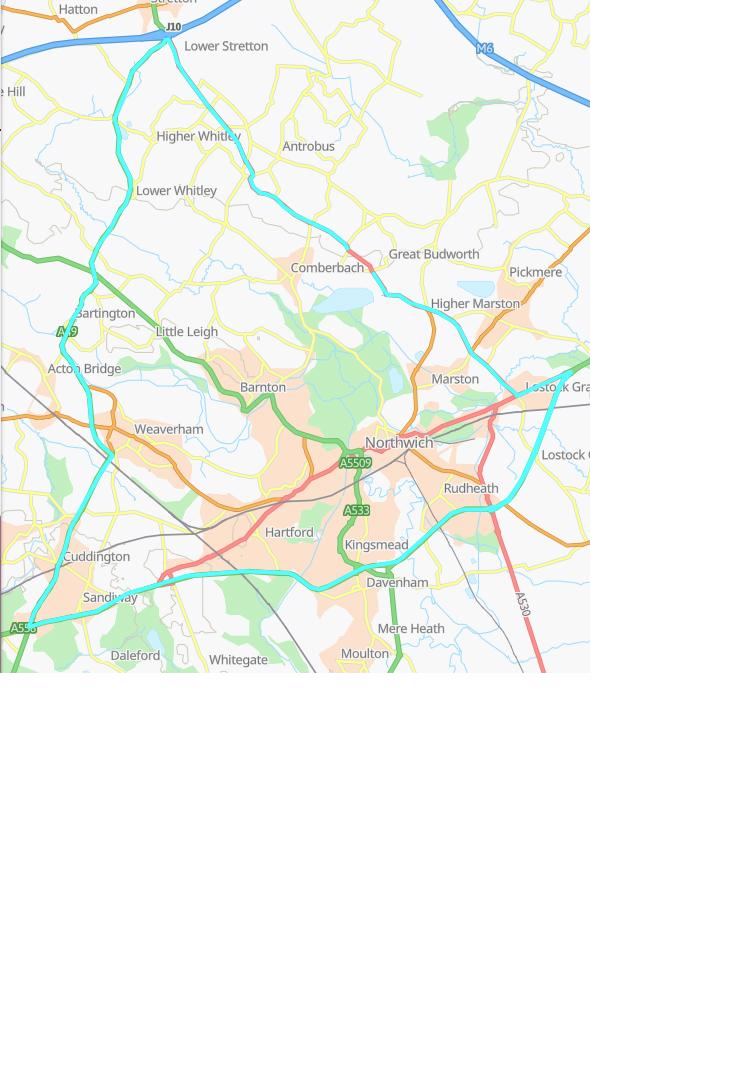 Stretton
Hatton
J10
Lower Stretton
M6
Hill
Higher Whitley
Antrobus
Lower Whitley
Great Budworth
Comberbach
Pickmere
Higher Marston
Bartington
A49
Little Leigh
Acton Bridge
Marston
Barnton
Lostock Gra
Weaverham
Northwich
Lostock G
A5509
Rudheath
A533
Hartford
Kingsmead
Cuddington
Davenham
Sandiway
A530
A556
Mere Heath
Moulton
Daleford
Whitegate